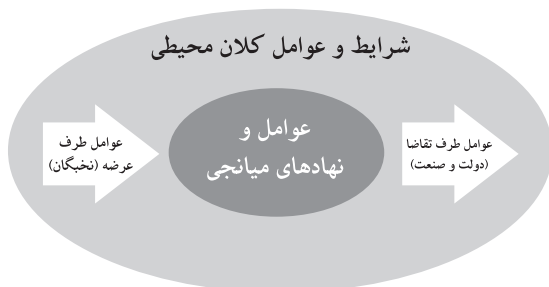 شرایط و عوامل کلان محیطی
عوامل طرف تقاضا
(دولت و صنعت)
عوامل و
نهادهای میانجی
عوامل طرف
عرضه (نخبگان)